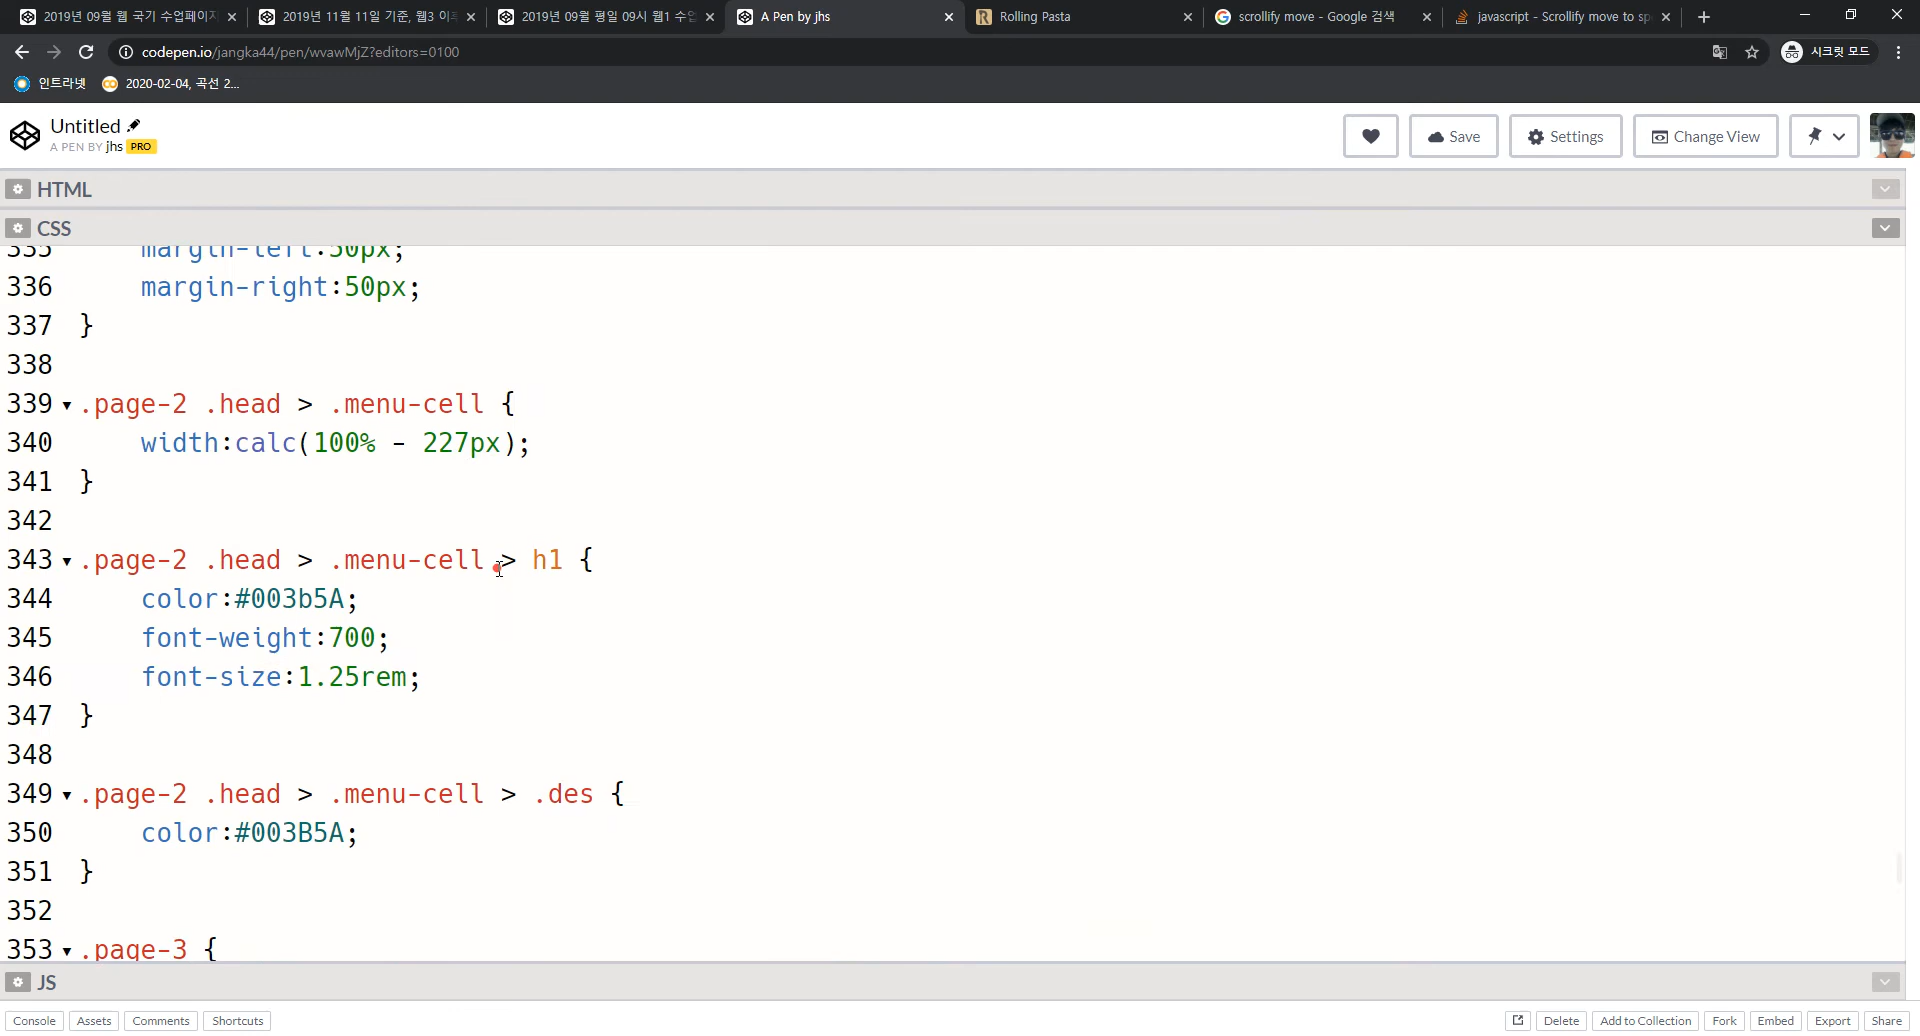 2019년 09월 웹 국기 수업페이지
2019년 11월 11일 기준, 웹3 이후
2019년 09월 평일 09시 웹1 수업
A Pen by jhs
Rolling Pasta
scrollify move - Google 검색
javascript - Scrollify move to sp
codepen.io/jangka44/pen/wvawMjZ?editors=0100
시크릿 모드
인트라넷
2020-02-04, 곡선 2...
Untitled
A PEN BY jhs PRO
Save
Settings
Change View
HTML
CSS
335 margin-left:50px;
336 margin-right:50px;
337 }
338
339 .page-2 .head > .menu-cell {
340 width:calc(100% - 227px);
341 }
342
343 .page-2 .head > .menu-cell > h1 {
344 color:#003b5A;
345 font-weight:700;
346 font-size:1.25rem;
347 }
348
349 .page-2 .head > .menu-cell > .des {
350 color:#003B5A;
351 }
352
353 .page-3 {
JS
Console Assets Comments Shortcuts Delete Add to Collection Fork Embed Export Share